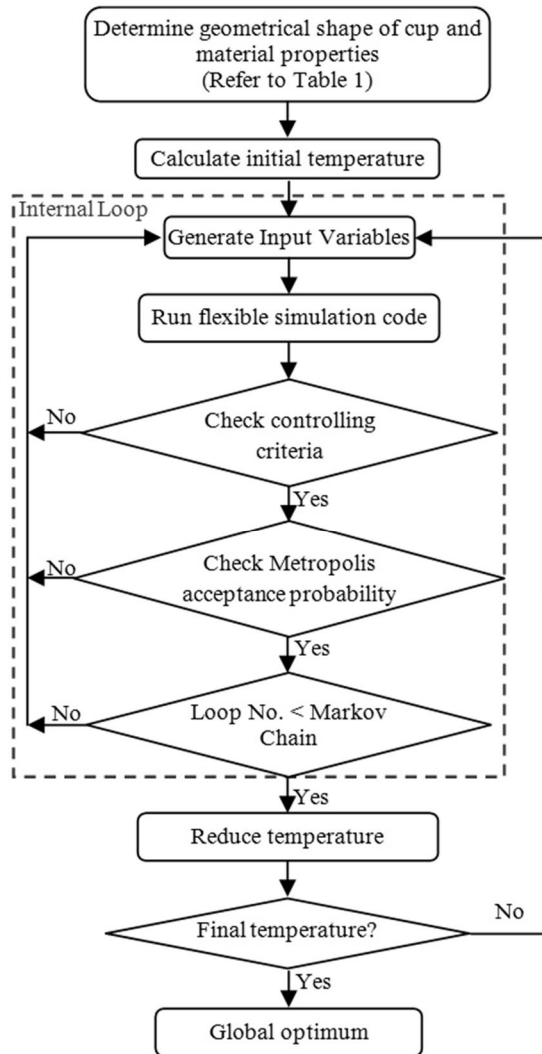 Determine geometrical shape of cup and
material properties
(Refer to Table 1)
Calculate initial temperature
Internal Loop
Generate Input Variables
Run flexible simulation code
No
Check controlling
criteria
Yes
No
Check Metropolis
acceptance probability
Yes
No
Loop No. < Markov
Chain
Yes
Reduce temperature
Final temperature?
No
Yes
Global optimum